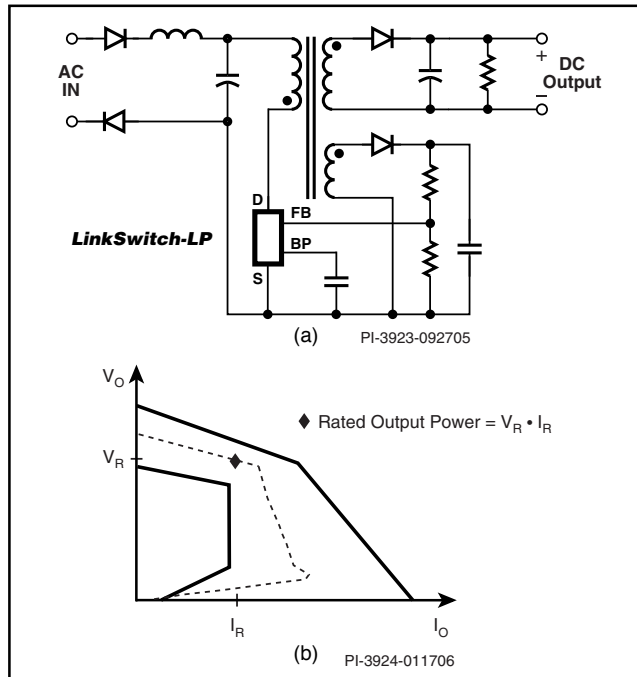 AC
IN
+
DC
Output
–
D
FB
BP
S
LinkSwitch-LP
(a)
PI-3923-092705
VO
◆ Rated Output Power = VR • IR
VR
IR
IO
(b)
PI-3924-011706